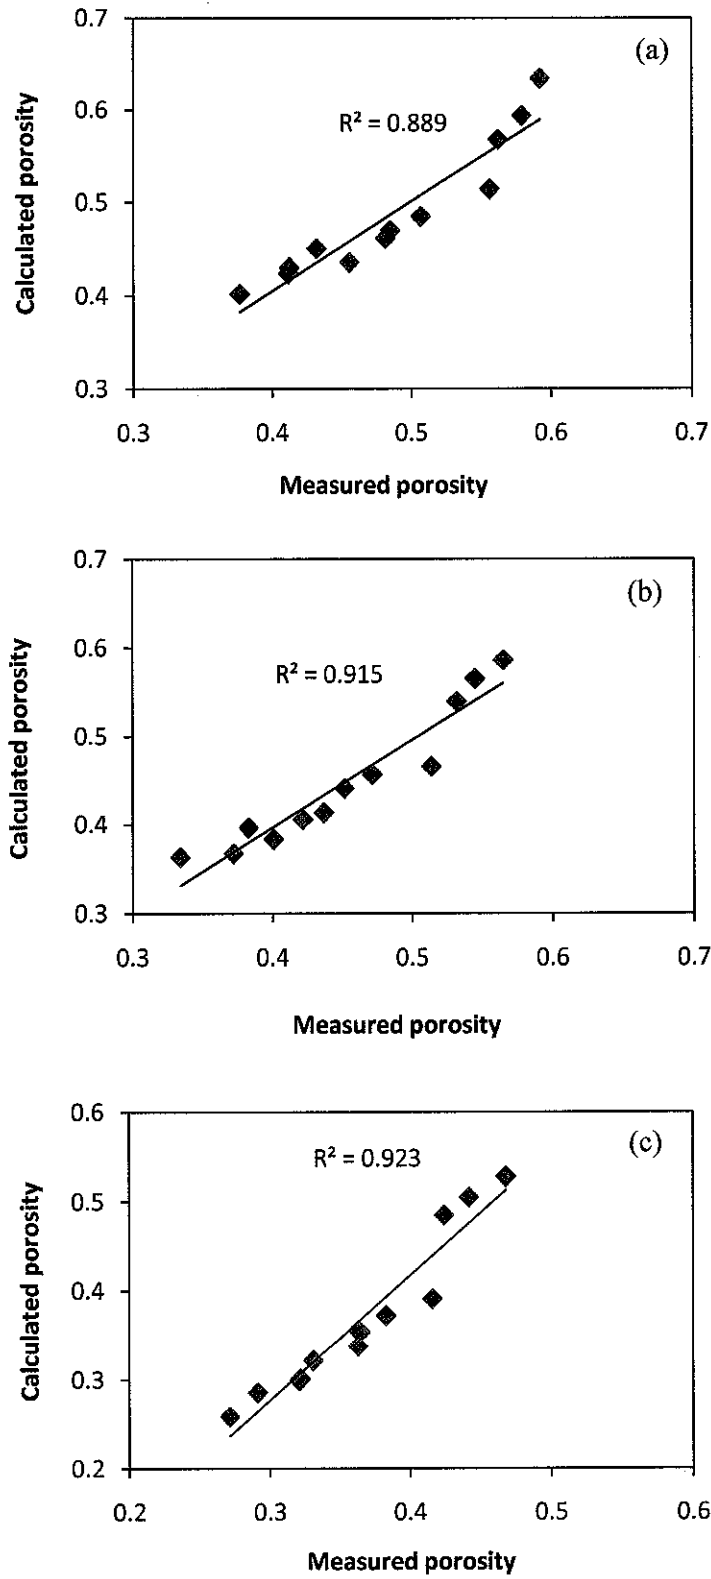 0.7
(a)
0.6
R² = 0.889
0.5
0.4
0.3
Calculated porosity
0.3 0.4 0.5 0.6 0.7
Measured porosity
0.7
(b)
0.6
R² = 0.915
0.5
0.4
0.3
Calculated porosity
0.3 0.4 0.5 0.6 0.7
Measured porosity
0.6
(c)
R² = 0.923
0.5
0.4
0.3
0.2
Calculated porosity
0.2 0.3 0.4 0.5 0.6
Measured porosity